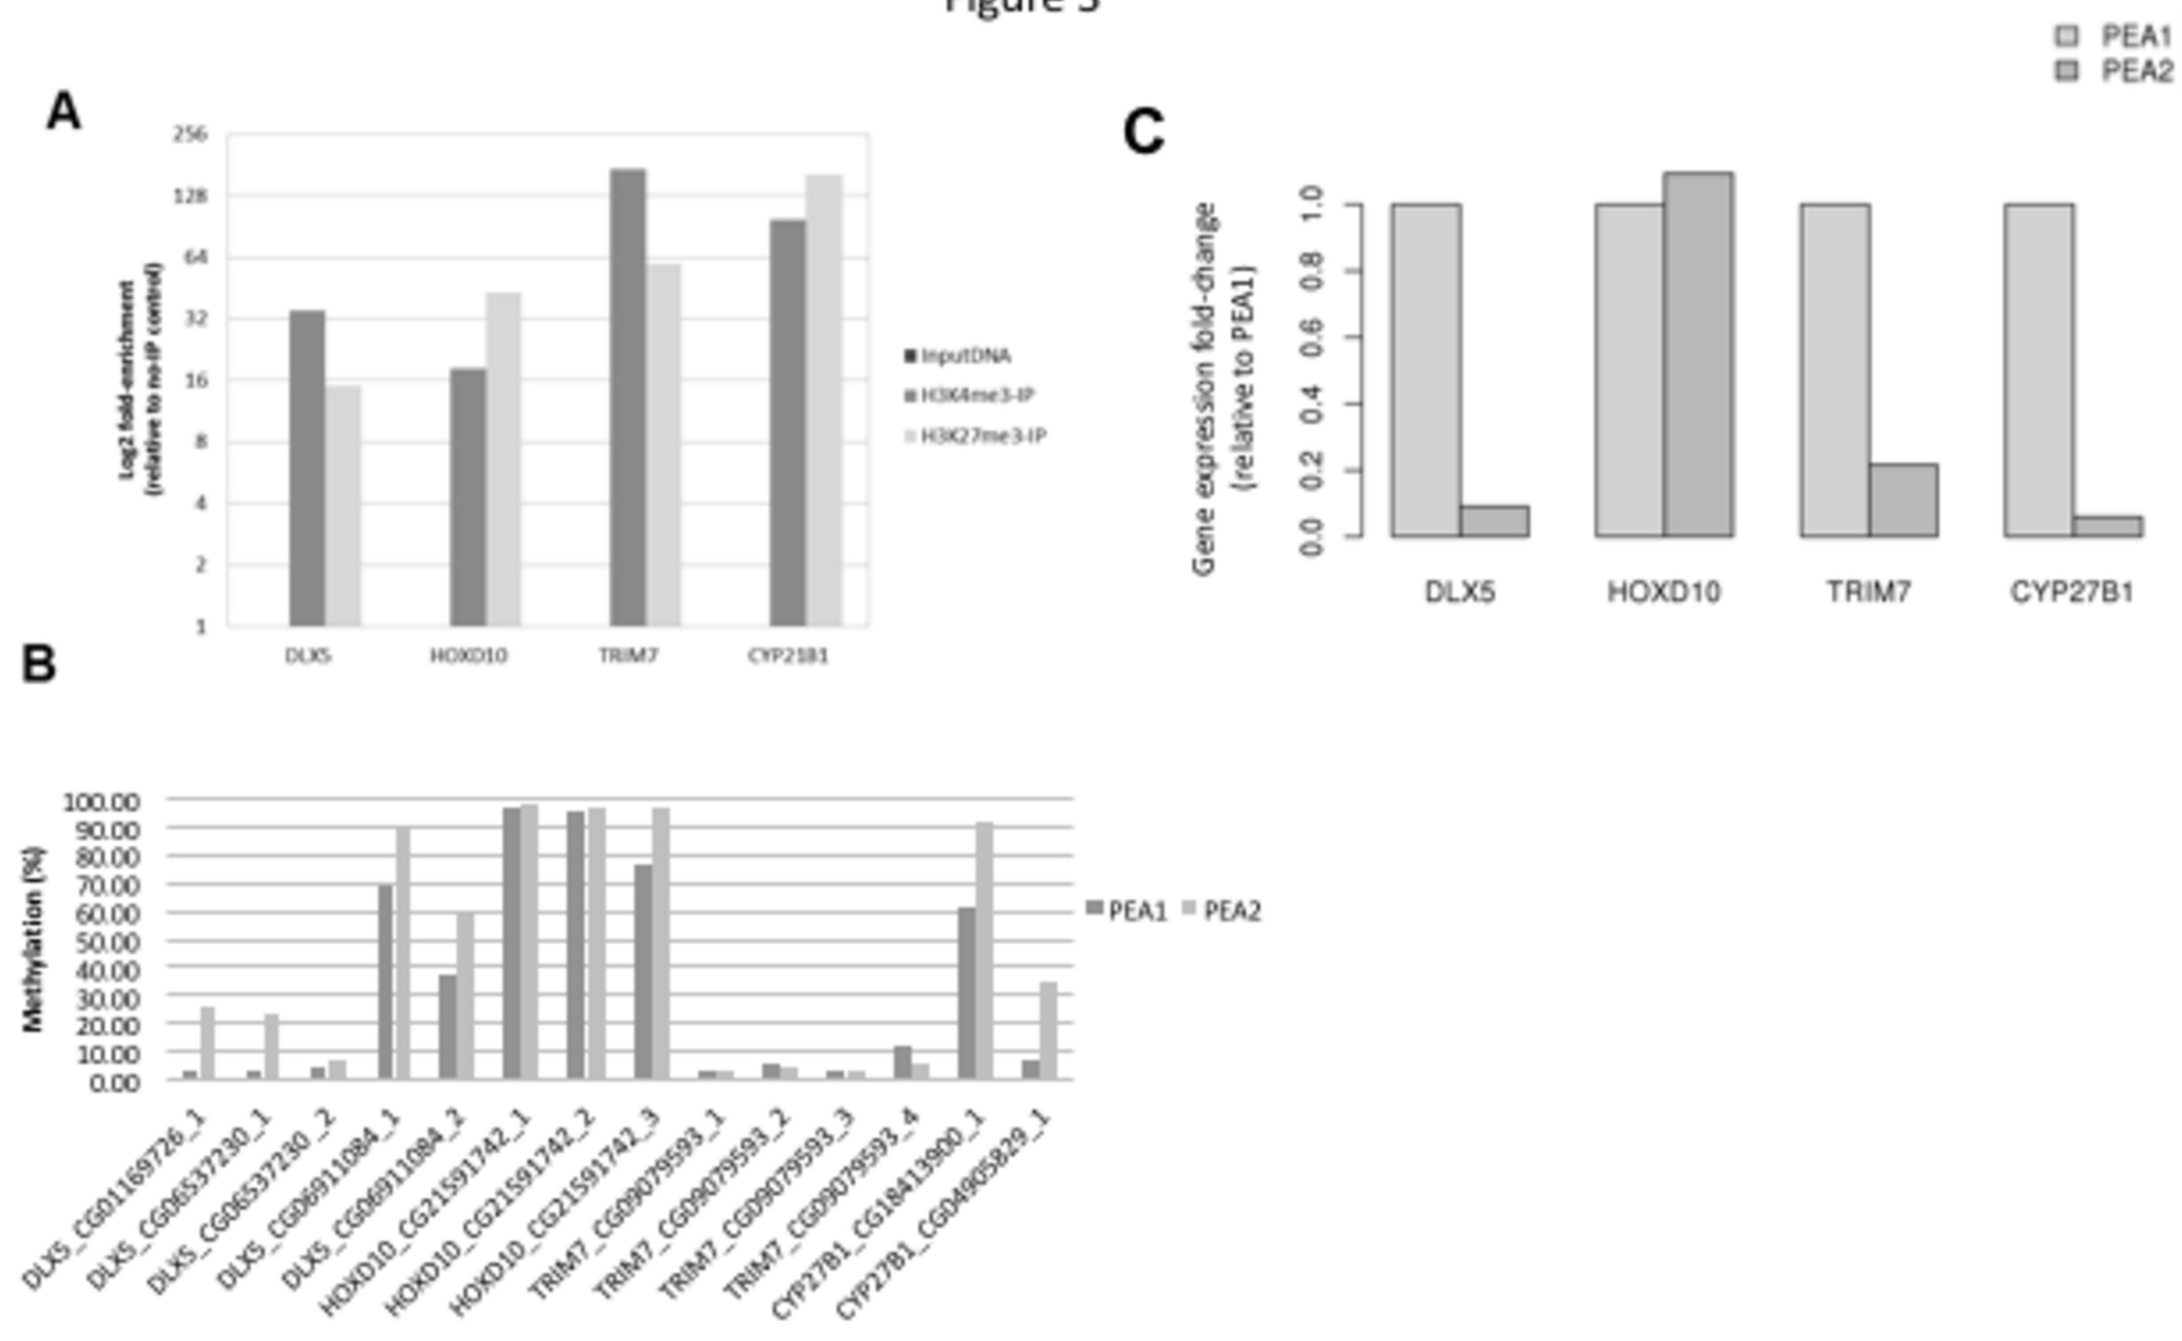 Figure 3
PEA1
PEA2
A
256
128
64
32
16
8
4
2
1
Log2 fold-enrichment
(relative to no-IP control)
DLX5
HOXD10
TRIM7
CYP21B1
InputDNA
H3K4me3-IP
H3K27me3-IP
C
Gene expression fold-change
(relative to PEA1)
1.0
0.8
0.6
0.4
0.2
0.0
DLX5
HOXD10
TRIM7
CYP27B1
B
Methylation (%)
100.00
90.00
80.00
70.00
60.00
50.00
40.00
30.00
20.00
10.00
0.00
PEA1
PEA2
DLX5_CG01169726_1
DLX5_CG06537230_1
DLX5_CG06537230_2
DLX5_CG06911084_1
DLX5_CG06911084_2
HOXD10_CG21591742_1
HOXD10_CG21591742_2
HOXD10_CG21591742_3
TRIM7_CG09079593_1
TRIM7_CG09079593_2
TRIM7_CG09079593_3
TRIM7_CG09079593_4
CYP27B1_CG18413900_1
CYP27B1_CG04905829_1